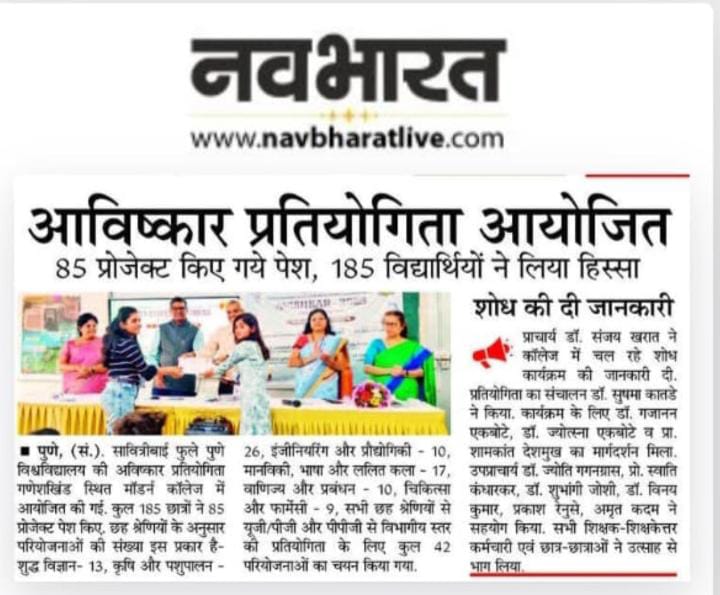 नवभारत
www.navbharatlive.com
आविष्कार प्रतियोगिता आयोजित
85 प्रोजेक्ट किए गये पेश, 185 विद्यार्थियों ने लिया हिस्सा
■ पुणे, (सं.). सावित्रीबाई फुले पुणे
विश्वविद्यालय की अविष्कार प्रतियोगिता
गणेशखिंड स्थित मॉडर्न कॉलेज में
आयोजित की गई. कुल 185 छात्रों ने 85
प्रोजेक्ट पेश किए, छह श्रेणियों के अनुसार
परियोजनाओं की संख्या इस प्रकार है-
शुद्ध विज्ञान- 13, कृषि और पशुपालन -
26, इंजीनियरिंग और प्रौद्योगिकी - 10,
मानविकी, भाषा और ललित कला - 17,
वाणिज्य और प्रबंधन - 10, चिकित्सा
और फार्मेसी - 9, सभी छह श्रेणियों से
यूजी/पीजी और पीपीजी से विभागीय स्तर
की प्रतियोगिता के लिए कुल 42
परियोजनाओं का चयन किया गया.
शोध की दी जानकारी
प्राचार्य डॉ. संजय खरात ने
कॉलेज में चल रहे शोध
कार्यक्रम की जानकारी दी.
प्रतियोगिता का संचालन डॉ. सुषमा कातडे
ने किया. कार्यक्रम के लिए डॉ. गजानन
एकबोटे, डॉ. ज्योत्स्ना एकबोटे व प्रा.
शामकांत देशमुख का मार्गदर्शन मिला.
उपप्राचार्य डॉ. ज्योति गगनग्रास, प्रो. स्वाति
कंधारकर, डॉ. शुभांगी जोशी, डॉ. विनय
कुमार, प्रकाश रेनुसे, अमृत कदम ने
सहयोग किया. सभी शिक्षक-शिक्षकेत्तर
कर्मचारी एवं छात्र-छात्राओं ने उत्साह से
भाग लिया.